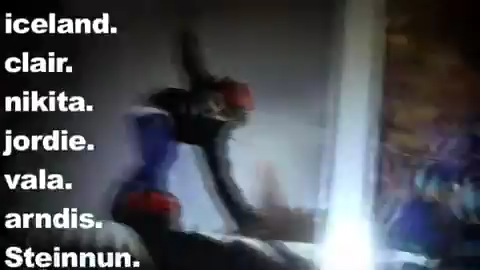 iceland.
clair.
nikita.
jordie.
vala.
arndis.
Steinnun.